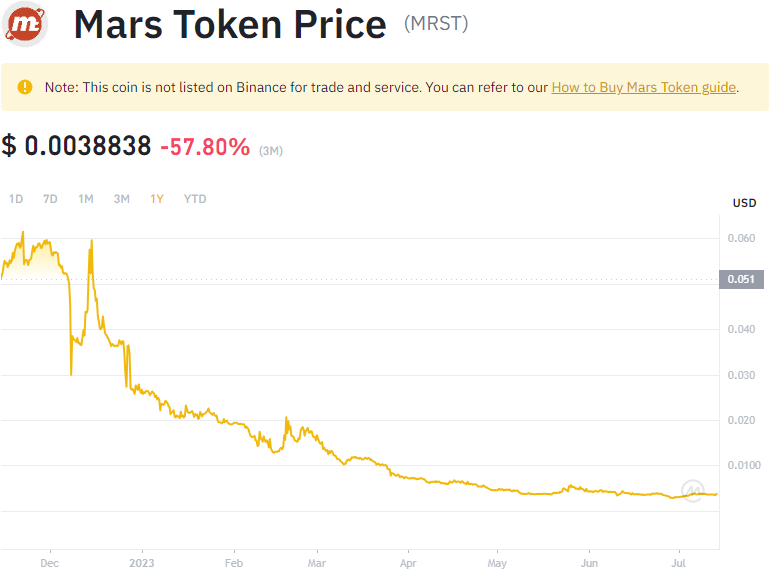 m
Mars Token Price (MRST)
! Note: This coin is not listed on Binance for trade and service. You can refer to our How to Buy Mars Token guide.
$ 0.0038838 -57.80% (3M)
1D 7D 1M 3M 1Y YTD
USD
0.060
0.051
0.040
0.030
0.020
0.0100
Dec 2023 Feb Mar Apr May Jun Jul